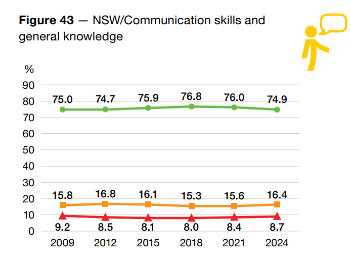 Figure 43 — NSW/Communication skills and
general knowledge
%
90
80
75.0 74.7 75.9 76.8 76.0 74.9
70
60
50
40
30
20
15.8 16.8 16.1 15.3 15.6 16.4
10
9.2 8.5 8.1 8.0 8.4 8.7
0
2009 2012 2015 2018 2021 2024